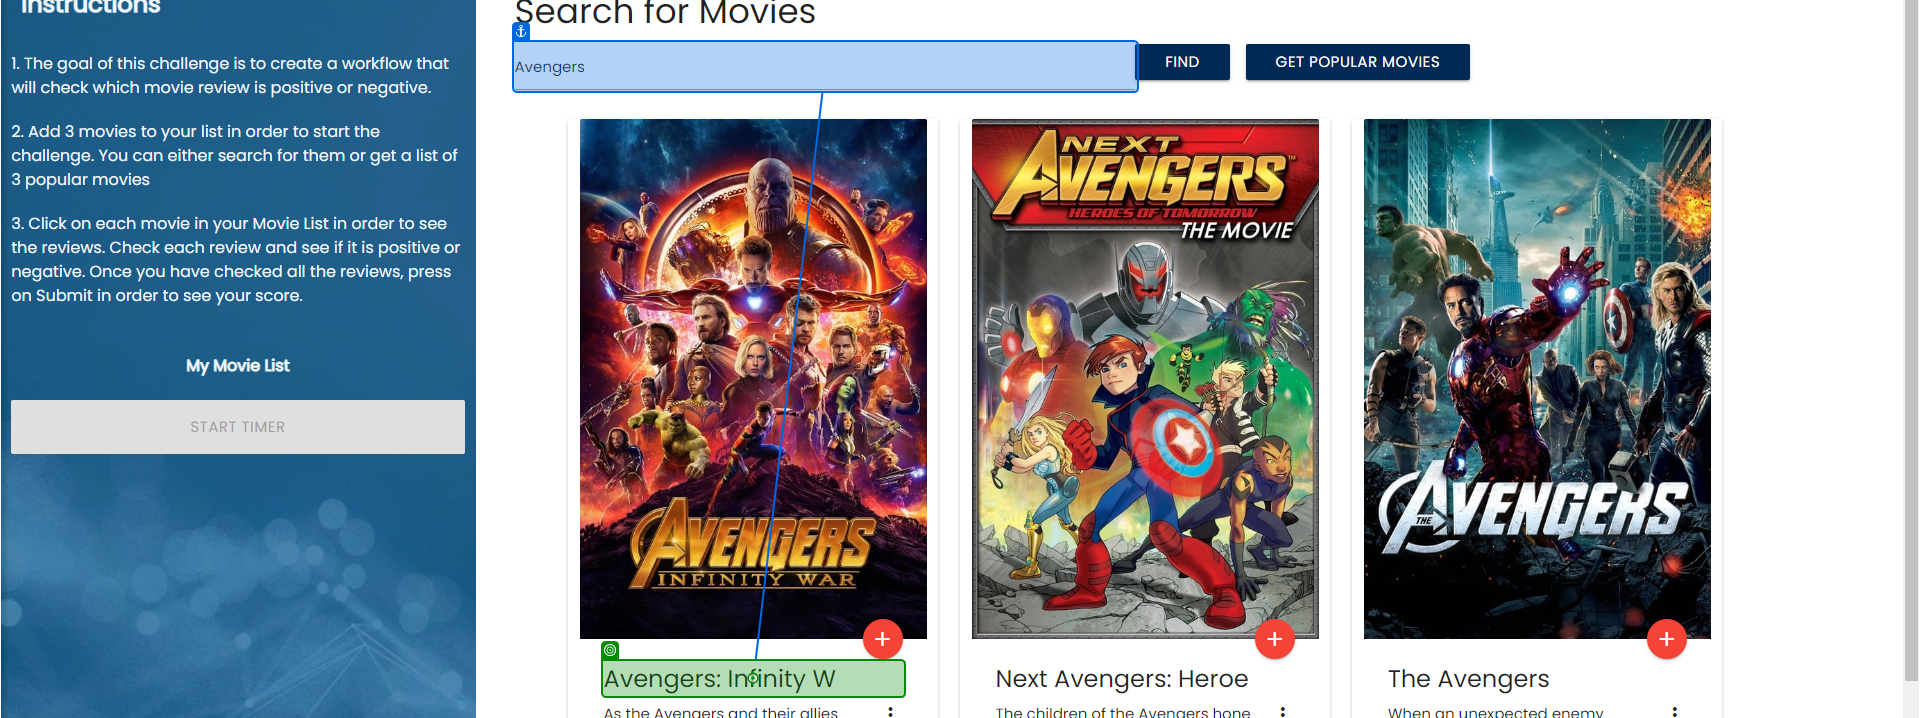 Instructions
1. The goal of this challenge is to create a workflow that
will check which movie review is positive or negative.
2. Add 3 movies to your list in order to start the
challenge. You can either search for them or get a list of
3 popular movies
3. Click on each movie in your Movie List in order to see
the reviews. Check each review and see if it is positive or
negative. Once you have checked all the reviews, press
on Submit in order to see your score.
My Movie List
START TIMER
Search for Movies
Avengers
FIND
GET POPULAR MOVIES
AVENGERS
INFINITY WAR
Avengers: Infinity W
As the Avengers and their allies
NEXT
AVENGERS
HEROES OF TOMORROW
THE MOVIE
Next Avengers: Heroe
The children of the Avengers hone
THE AVENGERS
The Avengers
When an unexpected enemy